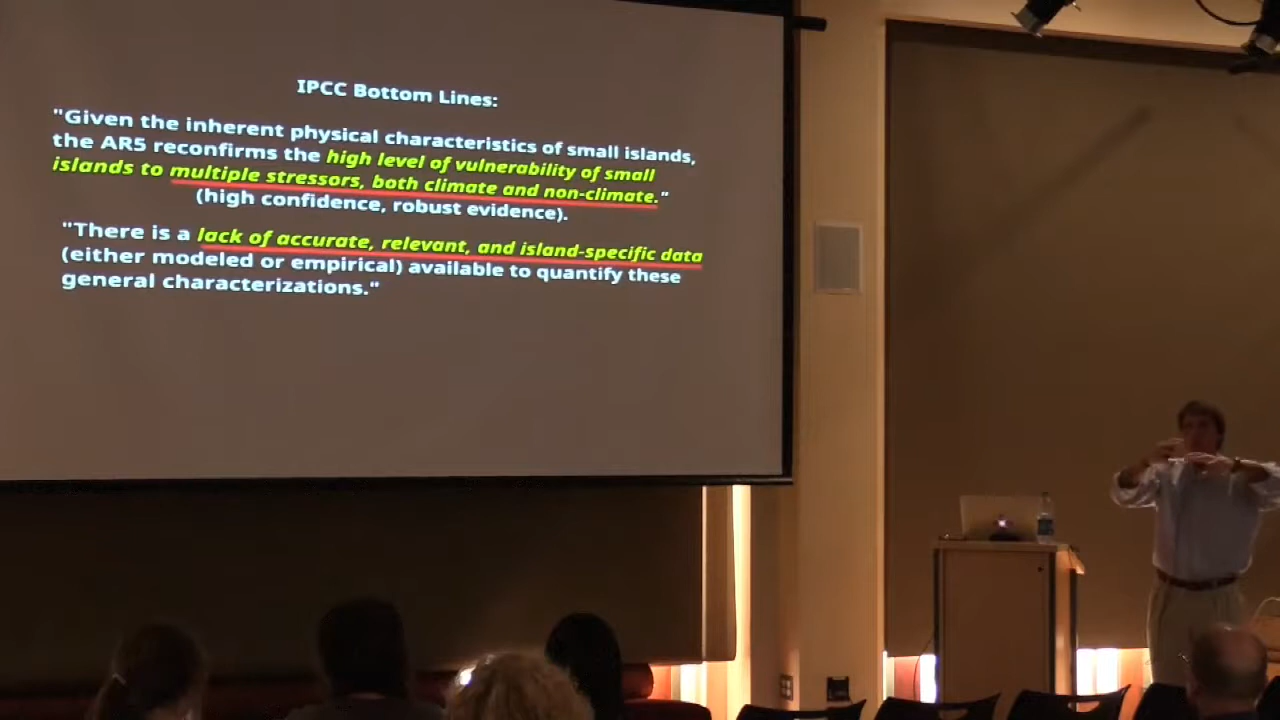 IPCC Bottom Lines:
"Given the inherent physical characteristics of small islands,
the AR5 reconfirms the high level of vulnerability of small
islands to multiple stressors, both climate and non-climate."
(high confidence, robust evidence).
"There is a lack of accurate, relevant, and island-specific data
(either modeled or empirical) available to quantify these
general characterizations."